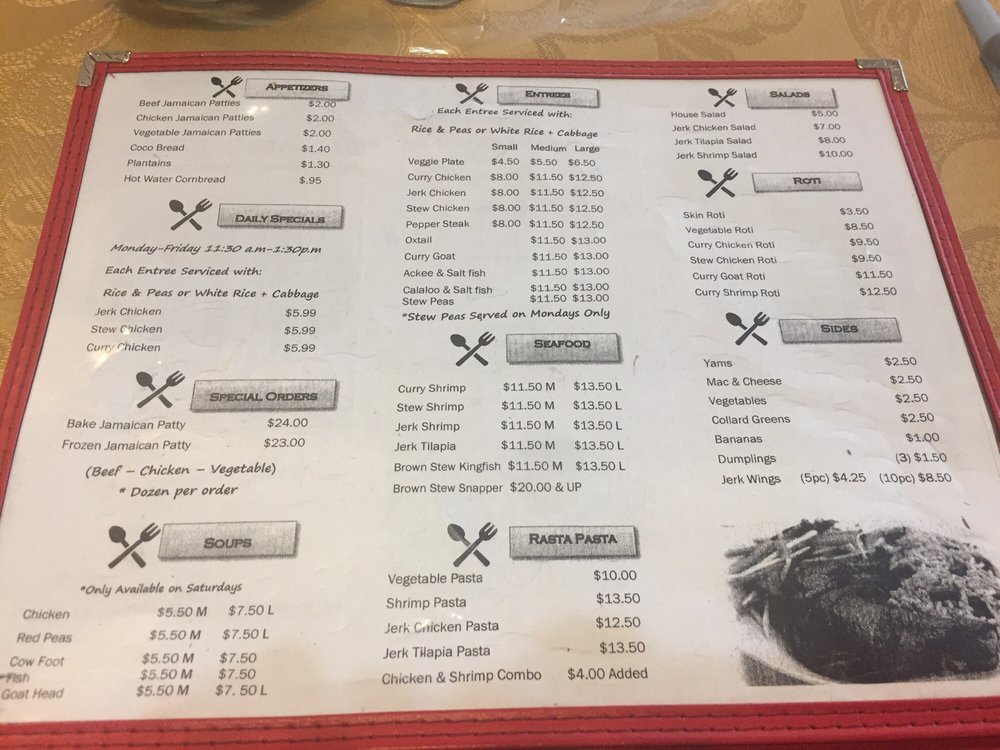 APPETIZERS
Beef Jamaican Patties $2.00
Chicken Jamaican Patties $2.00
Vegetable Jamaican Patties $2.00
Coco Bread $1.40
Plantains $1.30
Hot Water Cornbread $.95
DAILY SPECIALS
Monday-Friday 11:30 a.m-1:30p.m
Each Entree Serviced with:
Rice & Peas or White Rice + Cabbage
Jerk Chicken $5.99
Stew Chicken $5.99
Curry Chicken $5.99
SPECIAL ORDERS
Bake Jamaican Patty $24.00
Frozen Jamaican Patty $23.00
(Beef – Chicken – Vegetable)
* Dozen per order
SOUPS
*Only Available on Saturdays
Chicken $5.50 M $7.50 L
Red Peas $5.50 M $7.50 L
Cow Foot $5.50 M $7.50
*Fish $5.50 M $7.50
Goat Head $5.50 M $7. 50 L
ENTREES
Each Entree Serviced with:
Rice & Peas or White Rice + Cabbage
Small Medium Large
Veggie Plate $4.50 $5.50 $6.50
Curry Chicken $8.00 $11.50 $12.50
Jerk Chicken $8.00 $11.50 $12.50
Stew Chicken $8.00 $11.50 $12.50
Pepper Steak $8.00 $11.50 $12.50
Oxtail $11.50 $13.00
Curry Goat $11.50 $13.00
Ackee & Salt fish $11.50 $13.00
Calaloo & Salt fish $11.50 $13.00
Stew Peas $11.50 $13.00
*Stew Peas Served on Mondays Only
SEAFOOD
Curry Shrimp $11.50 M $13.50 L
Stew Shrimp $11.50 M $13.50 L
Jerk Shrimp $11.50 M $13.50 L
Jerk Tilapia $11.50 M $13.50 L
Brown Stew Kingfish $11.50 M $13.50 L
Brown Stew Snapper $20.00 & UP
RASTA PASTA
Vegetable Pasta $10.00
Shrimp Pasta $13.50
Jerk Chicken Pasta $12.50
Jerk Tilapia Pasta $13.50
Chicken & Shrimp Combo $4.00 Added
SALADS
House Salad $5.00
Jerk Chicken Salad $7.00
Jerk Tilapia Salad $8.00
Jerk Shrimp Salad $10.00
ROTI
Skin Roti $3.50
Vegetable Roti $8.50
Curry Chicken Roti $9.50
Stew Chicken Roti $9.50
Curry Goat Roti $11.50
Curry Shrimp Roti $12.50
SIDES
Yams $2.50
Mac & Cheese $2.50
Vegetables $2.50
Collard Greens $2.50
Bananas $1.00
Dumplings (3) $1.50
Jerk Wings (5pc) $4.25 (10pc) $8.50